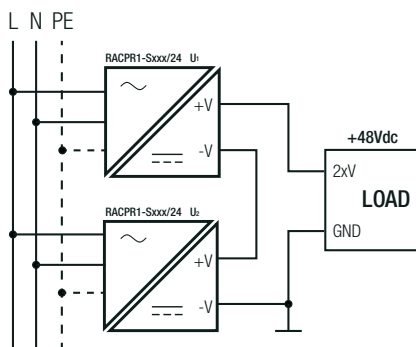 L N PE
RACPR1-Sxxx/24 U1
+V
-V
+48Vdc
2xV
LOAD
GND
RACPR1-Sxxx/24 U2
+V
-V